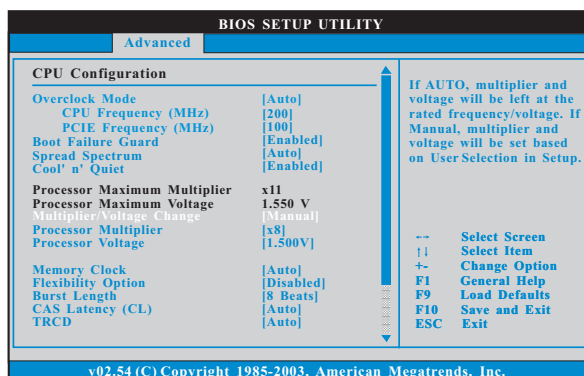 BIOS SETUP UTILITY
Advanced
CPU Configuration
Overclock Mode [Auto]
CPU Frequency (MHz) [200]
PCIE Frequency (MHz) [100]
Boot Failure Guard [Enabled]
Spread Spectrum [Auto]
Cool' n' Quiet [Enabled]
Processor Maximum Multiplier x11
Processor Maximum Voltage 1.550 V
Multiplier/Voltage Change [Manual]
Processor Multiplier [x8]
Processor Voltage [1.500V]
Memory Clock [Auto]
Flexibility Option [Disabled]
Burst Length [8 Beats]
CAS Latency (CL) [Auto]
TRCD [Auto]
If AUTO, multiplier and
voltage will be left at the
rated frequency/voltage. If
Manual, multiplier and
voltage will be set based
on User Selection in Setup.
←→ Select Screen
↑↓ Select Item
+- Change Option
F1 General Help
F9 Load Defaults
F10 Save and Exit
ESC Exit
v02.54 (C) Copyright 1985-2003, American Megatrends, Inc.